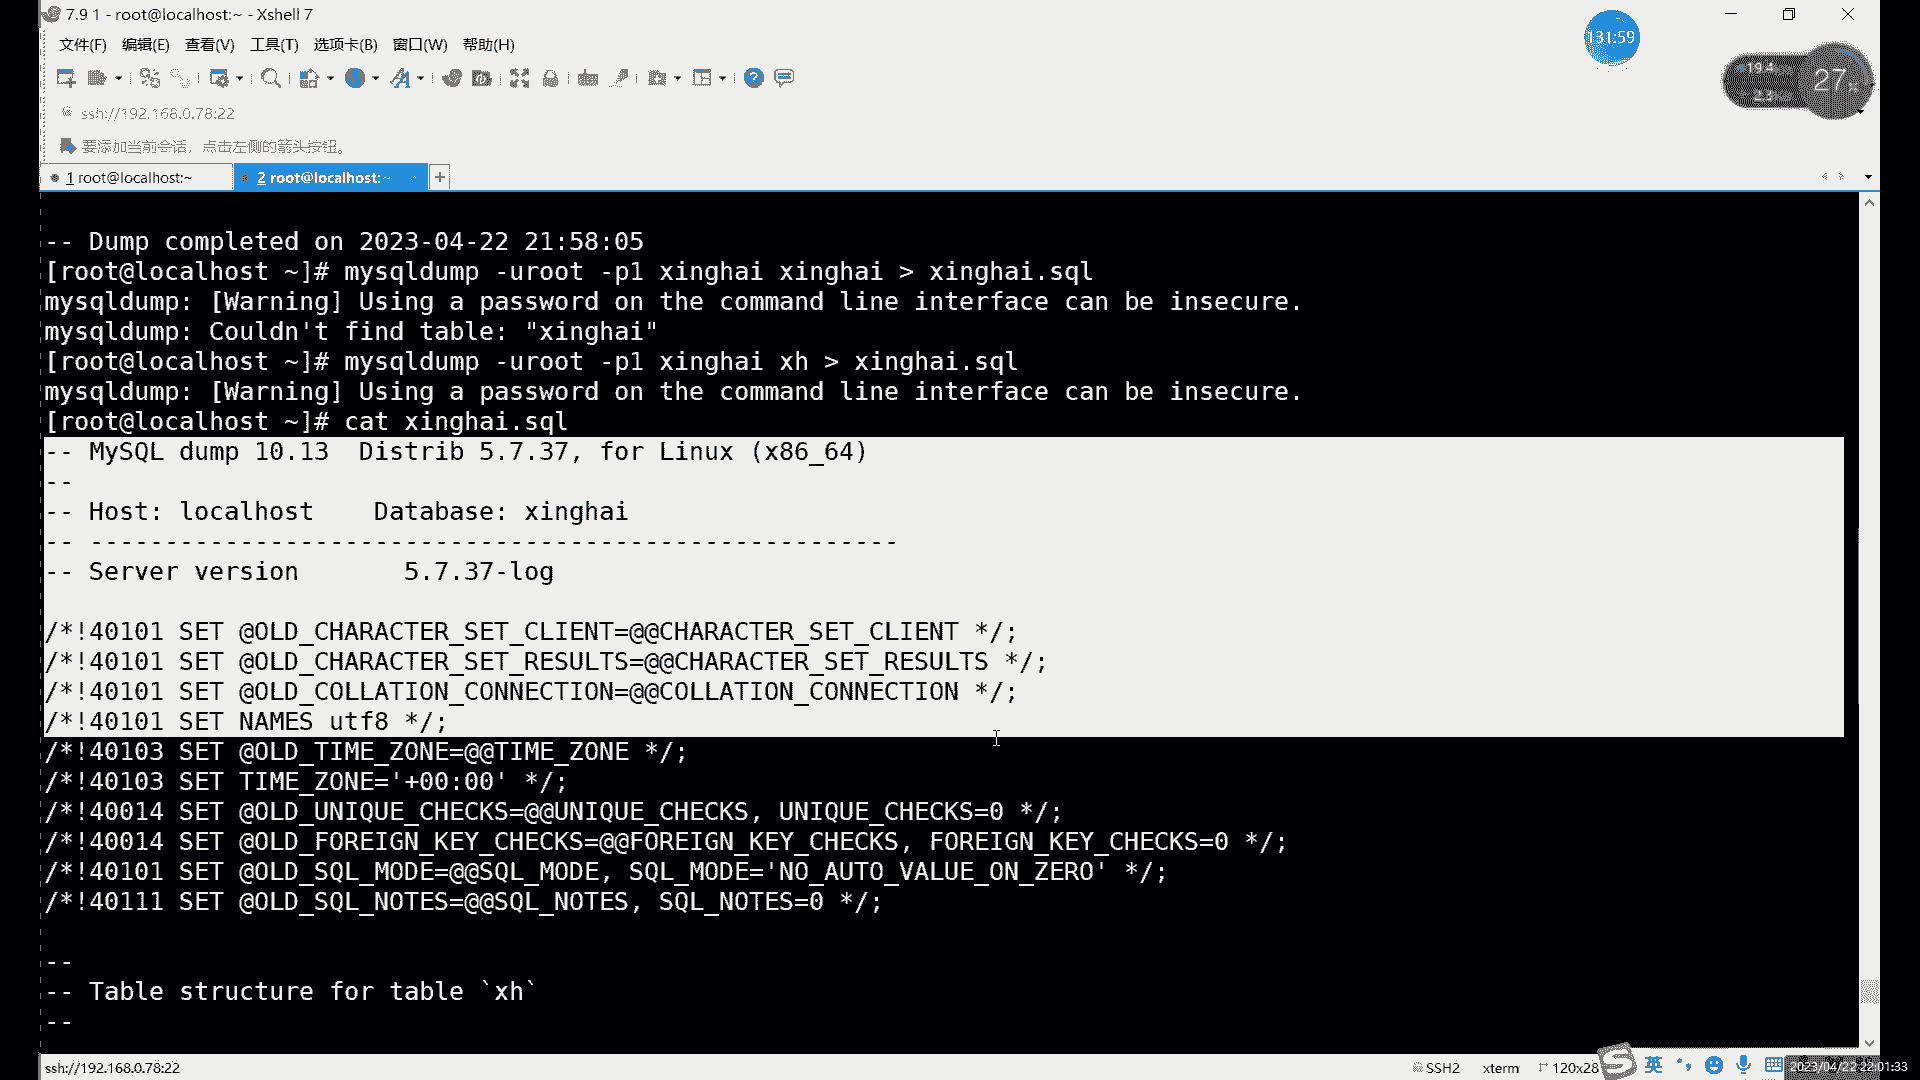 7.9 1 - root@localhost:~ - Xshell 7
文件(F) 编辑(E) 查看(V) 工具(T) 选项卡(B) 窗口(W) 帮助(H)
131:59
19.4
27%
ssh://192.168.0.78:22
要添加当前会话，点击左侧的箭头按钮。
1 root@localhost:~
2 root@localhost:~
-- Dump completed on 2023-04-22 21:58:05
[root@localhost ~]# mysqldump -uroot -p1 xinghai xinghai > xinghai.sql
mysqldump: [Warning] Using a password on the command line interface can be insecure.
mysqldump: Couldn't find table: "xinghai"
[root@localhost ~]# mysqldump -uroot -p1 xinghai xh > xinghai.sql
mysqldump: [Warning] Using a password on the command line interface can be insecure.
[root@localhost ~]# cat xinghai.sql
-- MySQL dump 10.13  Distrib 5.7.37, for Linux (x86_64)
--
-- Host: localhost    Database: xinghai
-- ------------------------------------------------------
-- Server version       5.7.37-log
/*!40101 SET @OLD_CHARACTER_SET_CLIENT=@@CHARACTER_SET_CLIENT */;
/*!40101 SET @OLD_CHARACTER_SET_RESULTS=@@CHARACTER_SET_RESULTS */;
/*!40101 SET @OLD_COLLATION_CONNECTION=@@COLLATION_CONNECTION */;
/*!40101 SET NAMES utf8 */;
/*!40103 SET @OLD_TIME_ZONE=@@TIME_ZONE */;
/*!40103 SET TIME_ZONE='+00:00' */;
/*!40014 SET @OLD_UNIQUE_CHECKS=@@UNIQUE_CHECKS, UNIQUE_CHECKS=0 */;
/*!40014 SET @OLD_FOREIGN_KEY_CHECKS=@@FOREIGN_KEY_CHECKS, FOREIGN_KEY_CHECKS=0 */;
/*!40101 SET @OLD_SQL_MODE=@@SQL_MODE, SQL_MODE='NO_AUTO_VALUE_ON_ZERO' */;
/*!40111 SET @OLD_SQL_NOTES=@@SQL_NOTES, SQL_NOTES=0 */;
--
-- Table structure for table `xh`
--
ssh://192.168.0.78:22
SSH2 xterm 120x28
英
2023/04/22 22:01:33